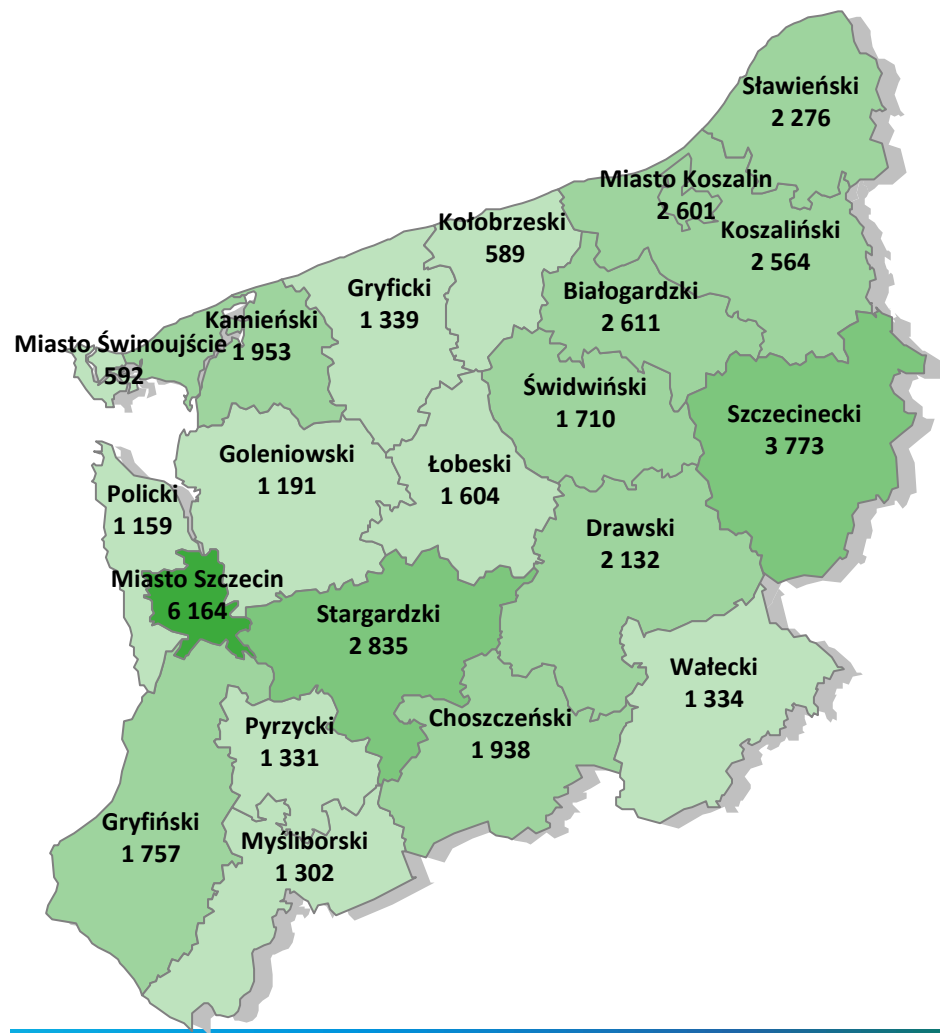 Sławieński
2 276
Miasto Koszalin
2 601
Koszaliński
2 564
Kołobrzeski
589
Gryficki
1 339
Białogardzki
2 611
Kamieński
1 953
Miasto Świnoujście
592
Świdwiński
1 710
Szczecinecki
3 773
Goleniowski
1 191
Łobeski
1 604
Policki
1 159
Drawski
2 132
Miasto Szczecin
6 164
Stargardzki
2 835
Wałecki
1 334
Choszczeński
1 938
Pyrzycki
1 331
Gryfiński
1 757
Myśliborski
1 302